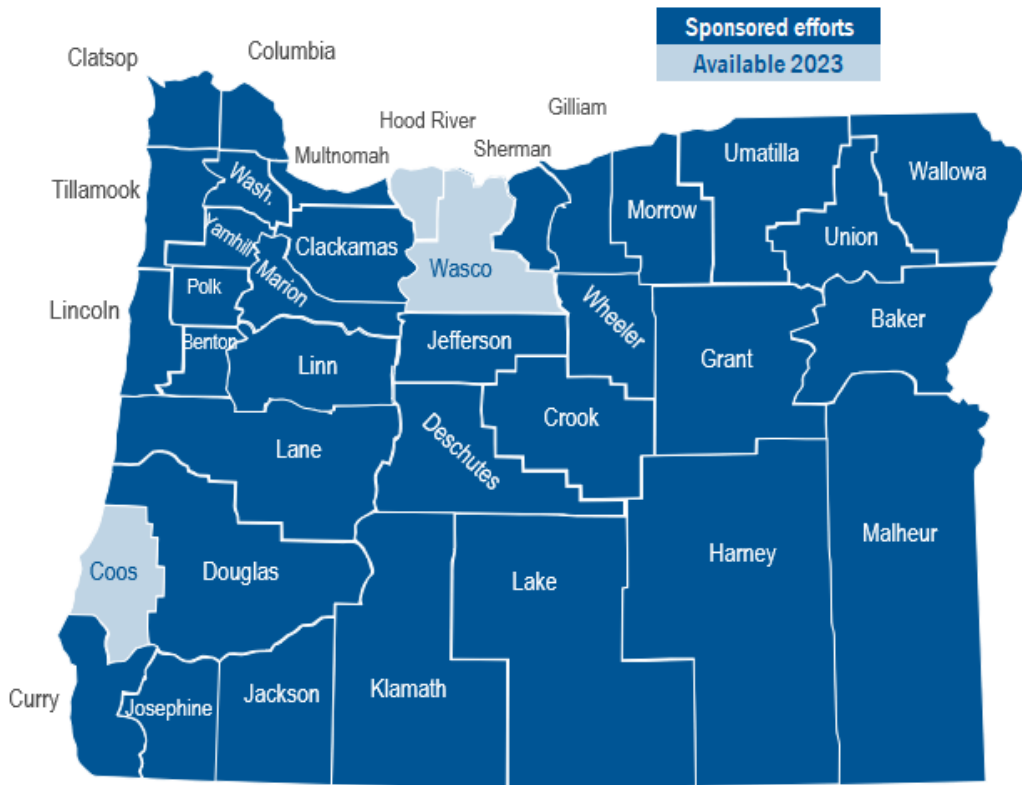 Sponsored efforts
Available 2023
Clatsop
Columbia
Hood River
Gilliam
Multnomah
Sherman
Umatilla
Wallowa
Tillamook
Wash.
Morrow
Union
Yamhill
Clackamas
Wasco
Marion
Polk
Lincoln
Wheeler
Baker
Benton
Jefferson
Linn
Grant
Crook
Lane
Deschutes
Coos
Douglas
Lake
Harney
Malheur
Curry
Josephine
Jackson
Klamath